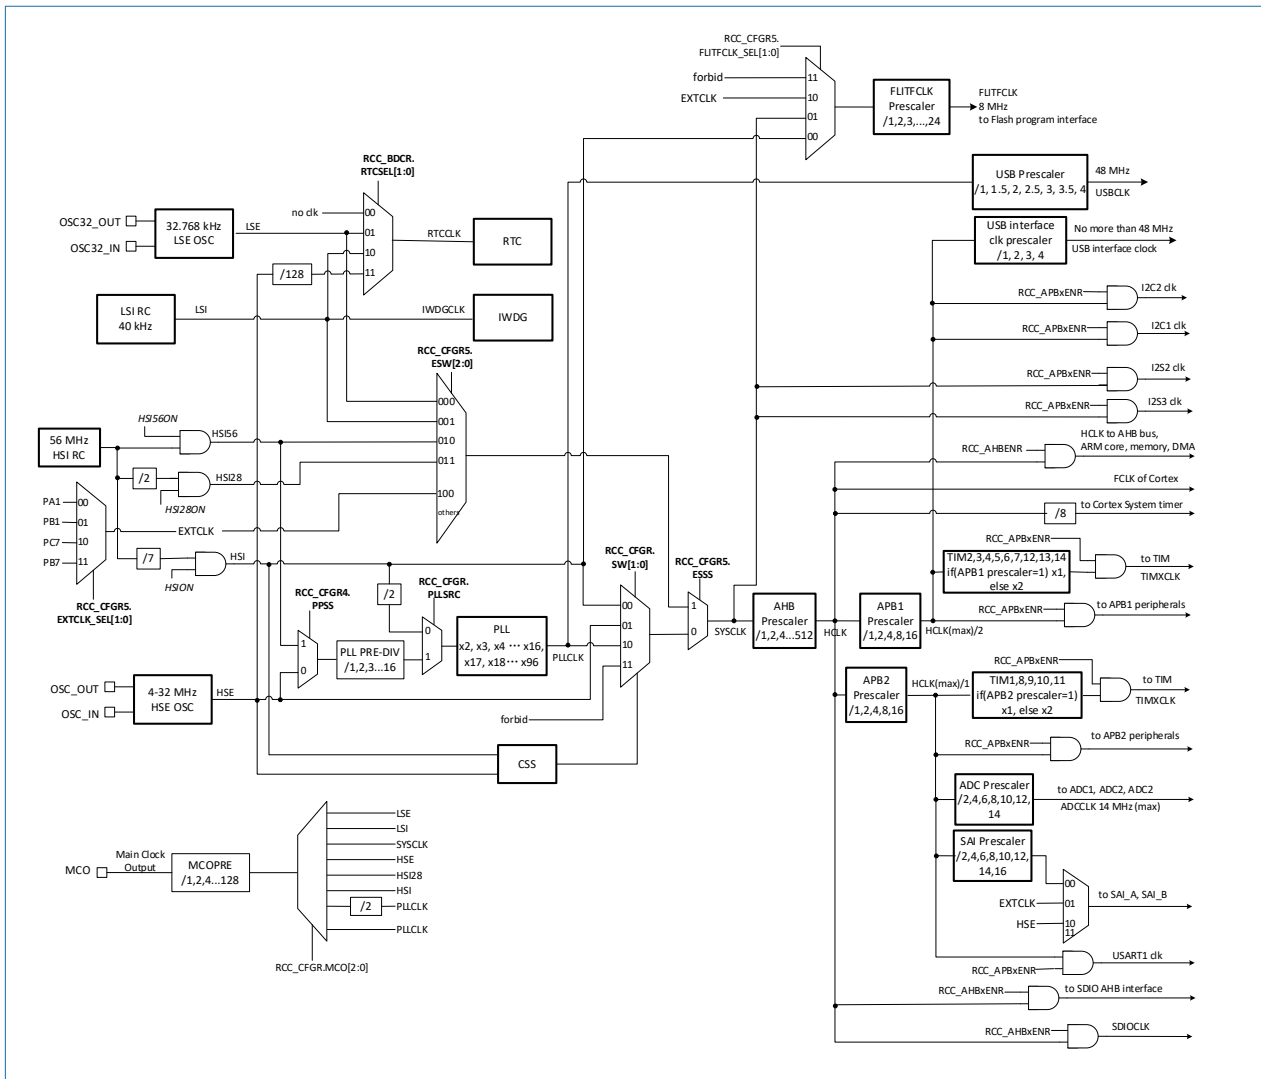 RCC_CFGR5.
FLITFCLK_SEL[1:0]
forbid
11
EXTCLK
10
01
00
FLITFCLK
Prescaler
/1,2,3,...,24
FLITFCLK
8 MHz
to Flash program interface
RCC_BDCR.
RTCSEL[1:0]
USB Prescaler
/1, 1.5, 2, 2.5, 3, 3.5, 4
48 MHz
USBCLK
OSC32_OUT
OSC32_IN
32.768 kHz
LSE OSC
LSE
no clk
00
01
10
11
/128
RTCCLK
RTC
USB interface
clk prescaler
/1, 2, 3, 4
No more than 48 MHz
USB interface clock
LSI RC
40 kHz
LSI
IWDGCLK
IWDG
RCC_APBxENR
I2C2 clk
RCC_APBxENR
I2C1 clk
RCC_APBxENR
I2S2 clk
RCC_APBxENR
I2S3 clk
RCC_CFGR5.
ESW[2:0]
000
001
010
011
100
others
56 MHz
HSI RC
HSI56ON
HSI56
/2
HSI28
HSI28ON
PA1
00
PB1
01
PC7
10
PB7
11
EXTCLK
RCC_CFGR5.
EXTCLK_SEL[1:0]
/7
HSI
HSION
RCC_AHBENR
HCLK to AHB bus,
ARM core, memory, DMA
FCLK of Cortex
/8
to Cortex System timer
RCC_CFGR4.
PPSS
1
0
PLL PRE-DIV
/1,2,3...16
/2
RCC_CFGR.
PLLSRC
0
1
PLL
x2, x3, x4 ··· x16,
x17, x18··· x96
PLLCLK
RCC_CFGR.
SW[1:0]
00
01
10
11
forbid
RCC_CFGR5.
ESSS
1
0
SYSCLK
AHB
Prescaler
/1,2,4...512
HCLK
APB1
Prescaler
/1,2,4,8,16
HCLK(max)/2
RCC_APBxENR
TIM2,3,4,5,6,7,12,13,14
if(APB1 prescaler=1) x1,
else x2
to TIM
TIMXCLK
RCC_APBxENR
to APB1 peripherals
OSC_OUT
OSC_IN
4-32 MHz
HSE OSC
HSE
CSS
APB2
Prescaler
/1,2,4,8,16
HCLK(max)/1
RCC_APBxENR
TIM1,8,9,10,11
if(APB2 prescaler=1)
x1, else x2
to TIM
TIMXCLK
RCC_APBxENR
to APB2 peripherals
ADC Prescaler
/2,4,6,8,10,12,
14
to ADC1, ADC2, ADC2
ADCCLK 14 MHz (max)
SAI Prescaler
/2,4,6,8,10,12,
14,16
00
EXTCLK
01
HSE
10
11
to SAI_A, SAI_B
RCC_APBxENR
USART1 clk
RCC_AHBxENR
to SDIO AHB interface
RCC_AHBxENR
SDIOCLK
MCO
Main Clock
Output
MCOPRE
/1,2,4...128
LSE
LSI
SYSCLK
HSE
HSI28
HSI
/2
PLLCLK
PLLCLK
RCC_CFGR.MCO[2:0]